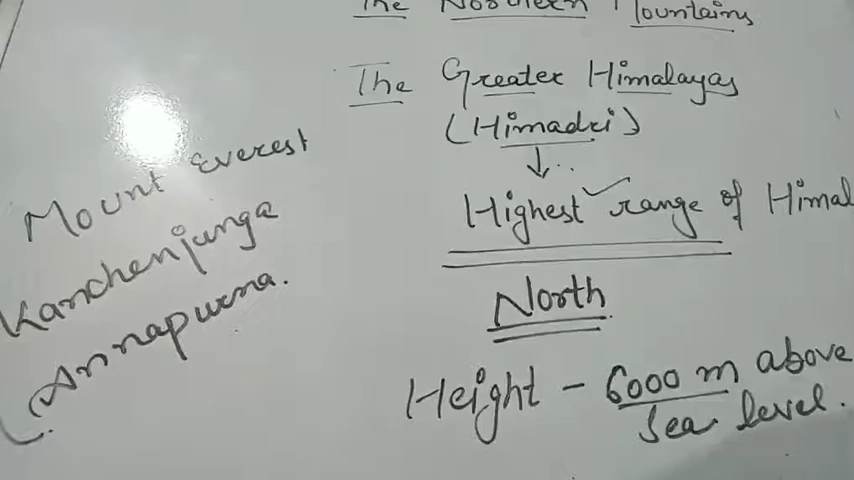 The Northern Mountains
The Greater Himalayas
(Himadri)
Highest range of Himal
North
Height - 6000 m above
Sea level.
Mount Everest
Kanchenjunga
Annapurna.